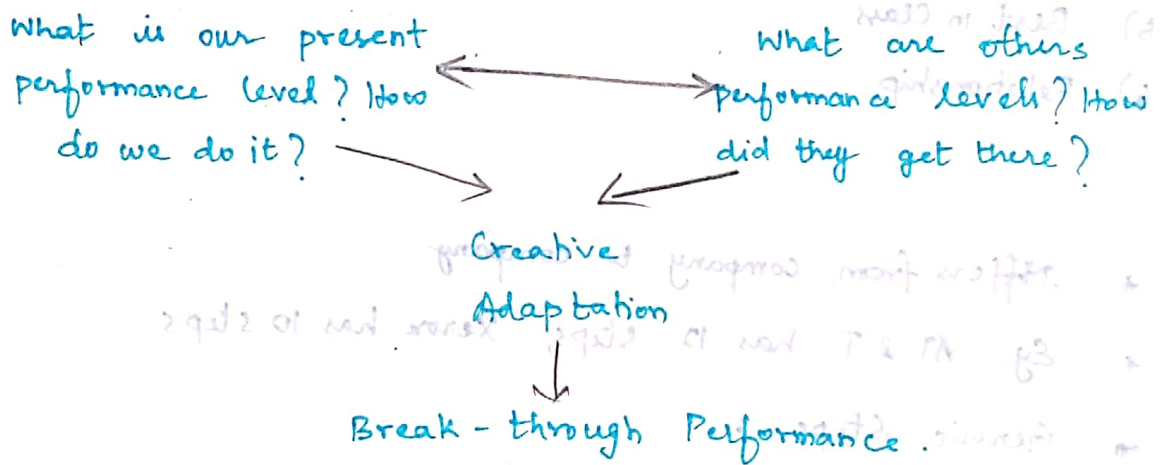 What is our present
performance level? How
do we do it?
What are others
performance levels? How
did they get there?
Creative
Adaptation
Break - through Performance.